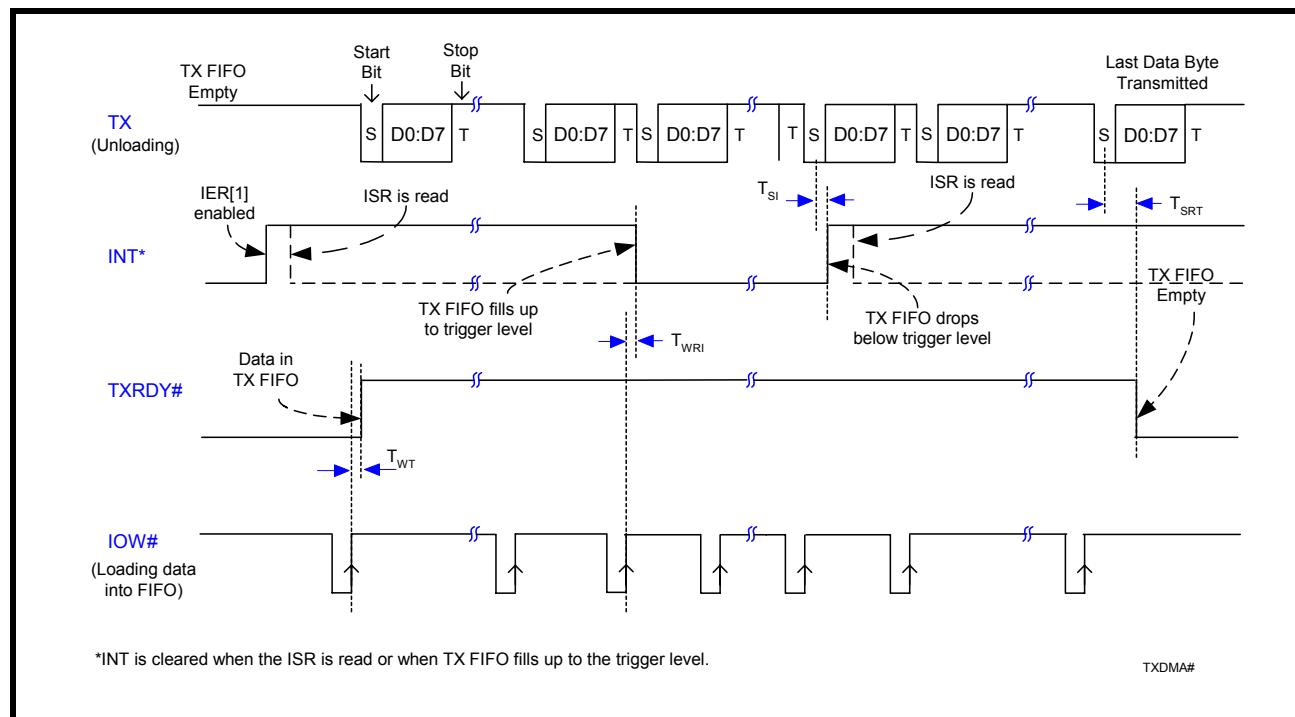 TX FIFO
Empty
Start
Bit
Stop
Bit
Last Data Byte
Transmitted
TX
(Unloading)
S D0:D7 T S D0:D7 T S D0:D7 T T S D0:D7 T S D0:D7 T S D0:D7 T
IER[1]
enabled
ISR is read
TSI
ISR is read
TSRT
INT*
TX FIFO fills up
to trigger level
TX FIFO drops
below trigger level
TX FIFO
Empty
TWRI
Data in
TX FIFO
TXRDY#
TWT
IOW#
(Loading data
into FIFO)
*INT is cleared when the ISR is read or when TX FIFO fills up to the trigger level.
TXDMA#